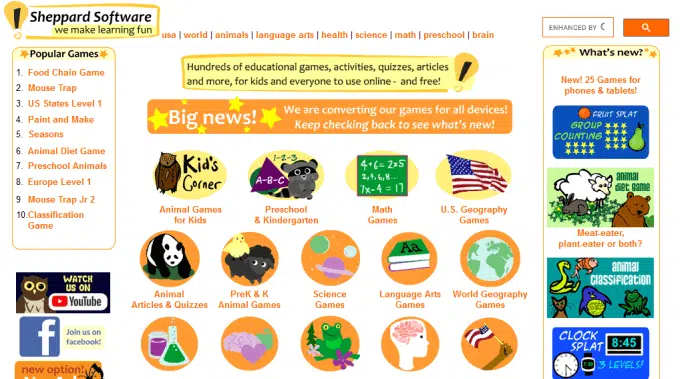 Sheppard Software
we make learning fun
usa | world | animals | language arts | health | science | math | preschool | brain
ENHANCED BY
Popular Games
1. Food Chain Game
2. Mouse Trap
3. US States Level 1
4. Paint and Make
5. Seasons
6. Animal Diet Game
7. Preschool Animals
8. Europe Level 1
9 Mouse Trap Jr 2
10. Classification
Game
WATCH
US ON
YouTube
Join us on
facebook!
new option!
Hundreds of educational games, activities, quizzes, articles
and more, for kids and everyone to use online - and free!
Big news!
We are converting our games for all devices!
Keep checking back to see what's new!
Kid's
Corner
1-2-3
A-B-C
4+6=2x5
2,4,6,8...
7x-4=17
Animal Games
for Kids
Preschool
& Kindergarten
Math
Games
U.S. Geography
Games
Aa
Animal
Articles & Quizzes
PreK & K
Animal Games
Science
Games
Language Arts
Games
World Geography
Games
What's new?
New! 25 Games for
phones & tablets!
FRUIT SPLAT
GROUP
COUNTING
animal
diet game
Meat-eater,
plant-eater or both?
animal
classification
CLOCK
SPLAT
8:45
3 LEVELS!